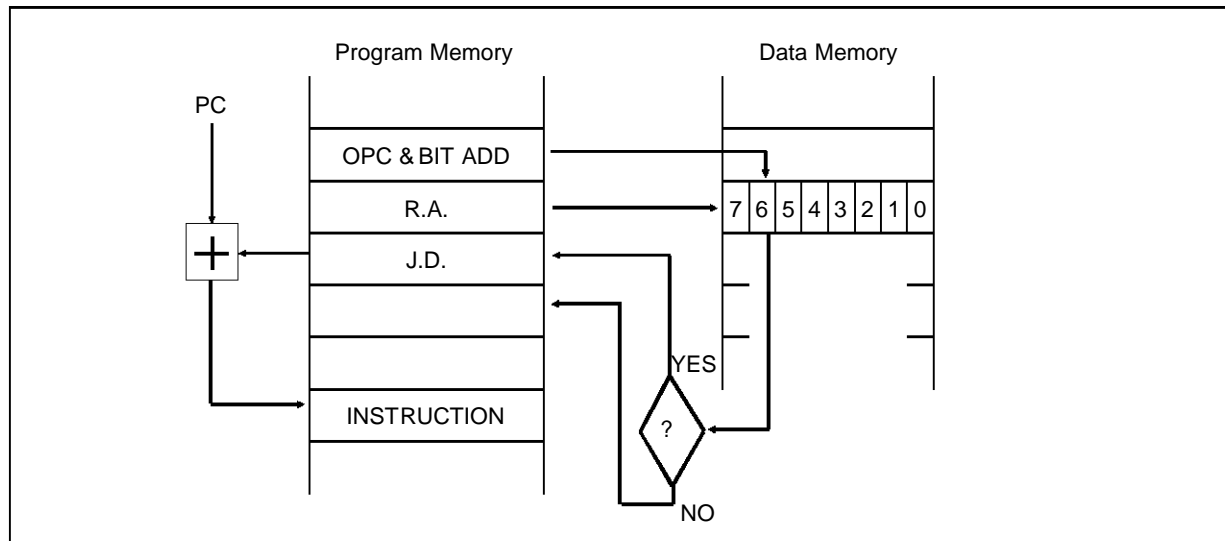 Program Memory
Data Memory
PC
OPC & BIT ADD
R.A.
7 6 5 4 3 2 1 0
J.D.
YES
INSTRUCTION
?
NO